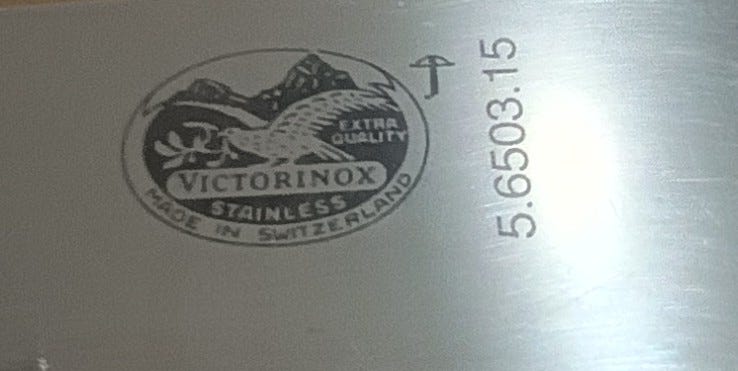 EXTRA
QUALITY
VICTORINOX
STAINLESS
MADE IN SWITZERLAND
5.6503.15